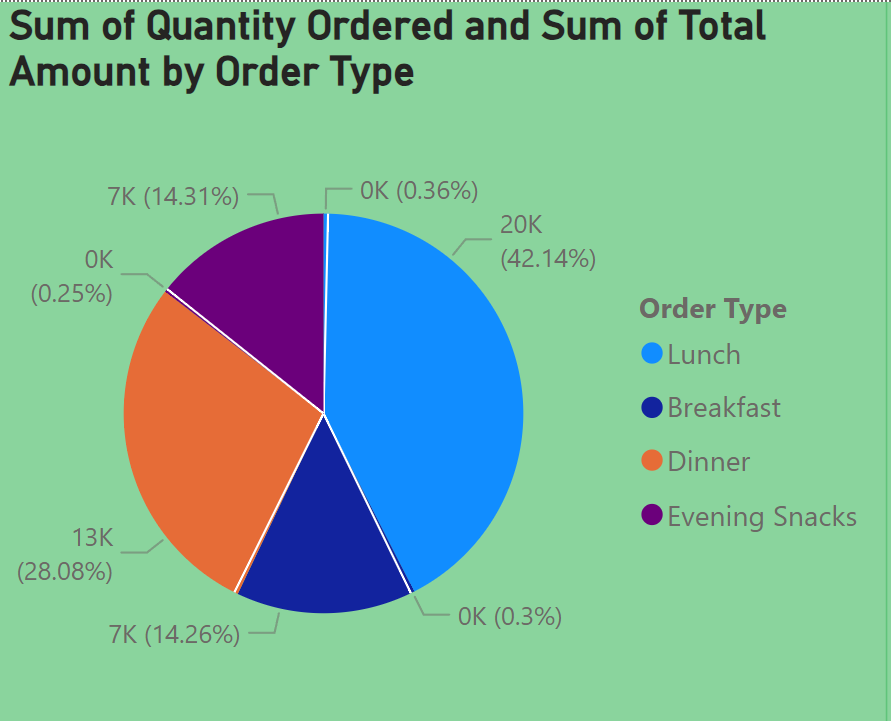 Sum of Quantity Ordered and Sum of Total
Amount by Order Type
7K (14.31%)
0K (0.36%)
20K
(42.14%)
0K
(0.25%)
Order Type
Lunch
Breakfast
Dinner
Evening Snacks
13K
(28.08%)
0K (0.3%)
7K (14.26%)